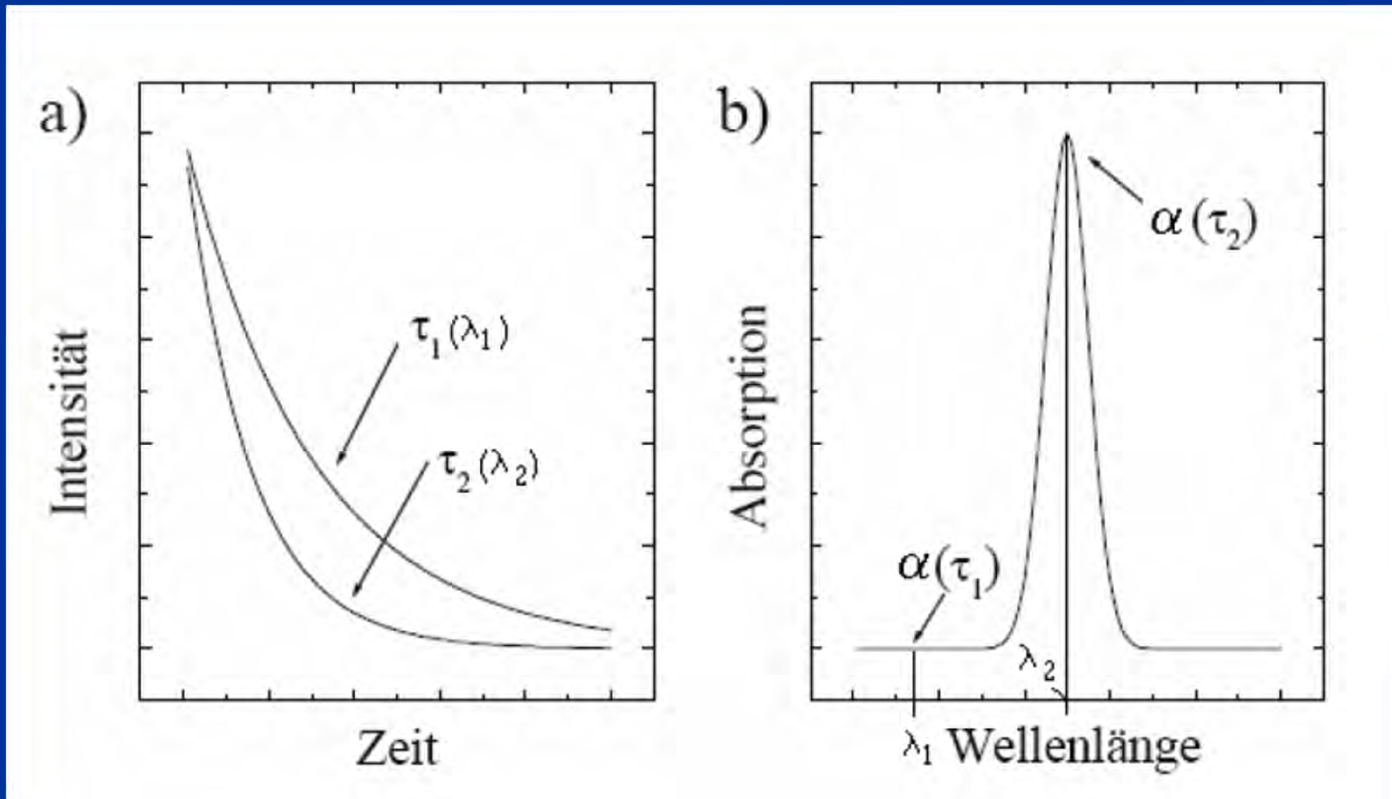 a)
Intensität
τ₁(λ₁)
τ₂(λ₂)
Zeit
b)
Absorption
α(τ₂)
α(τ₁)
λ₂
λ₁ Wellenlänge